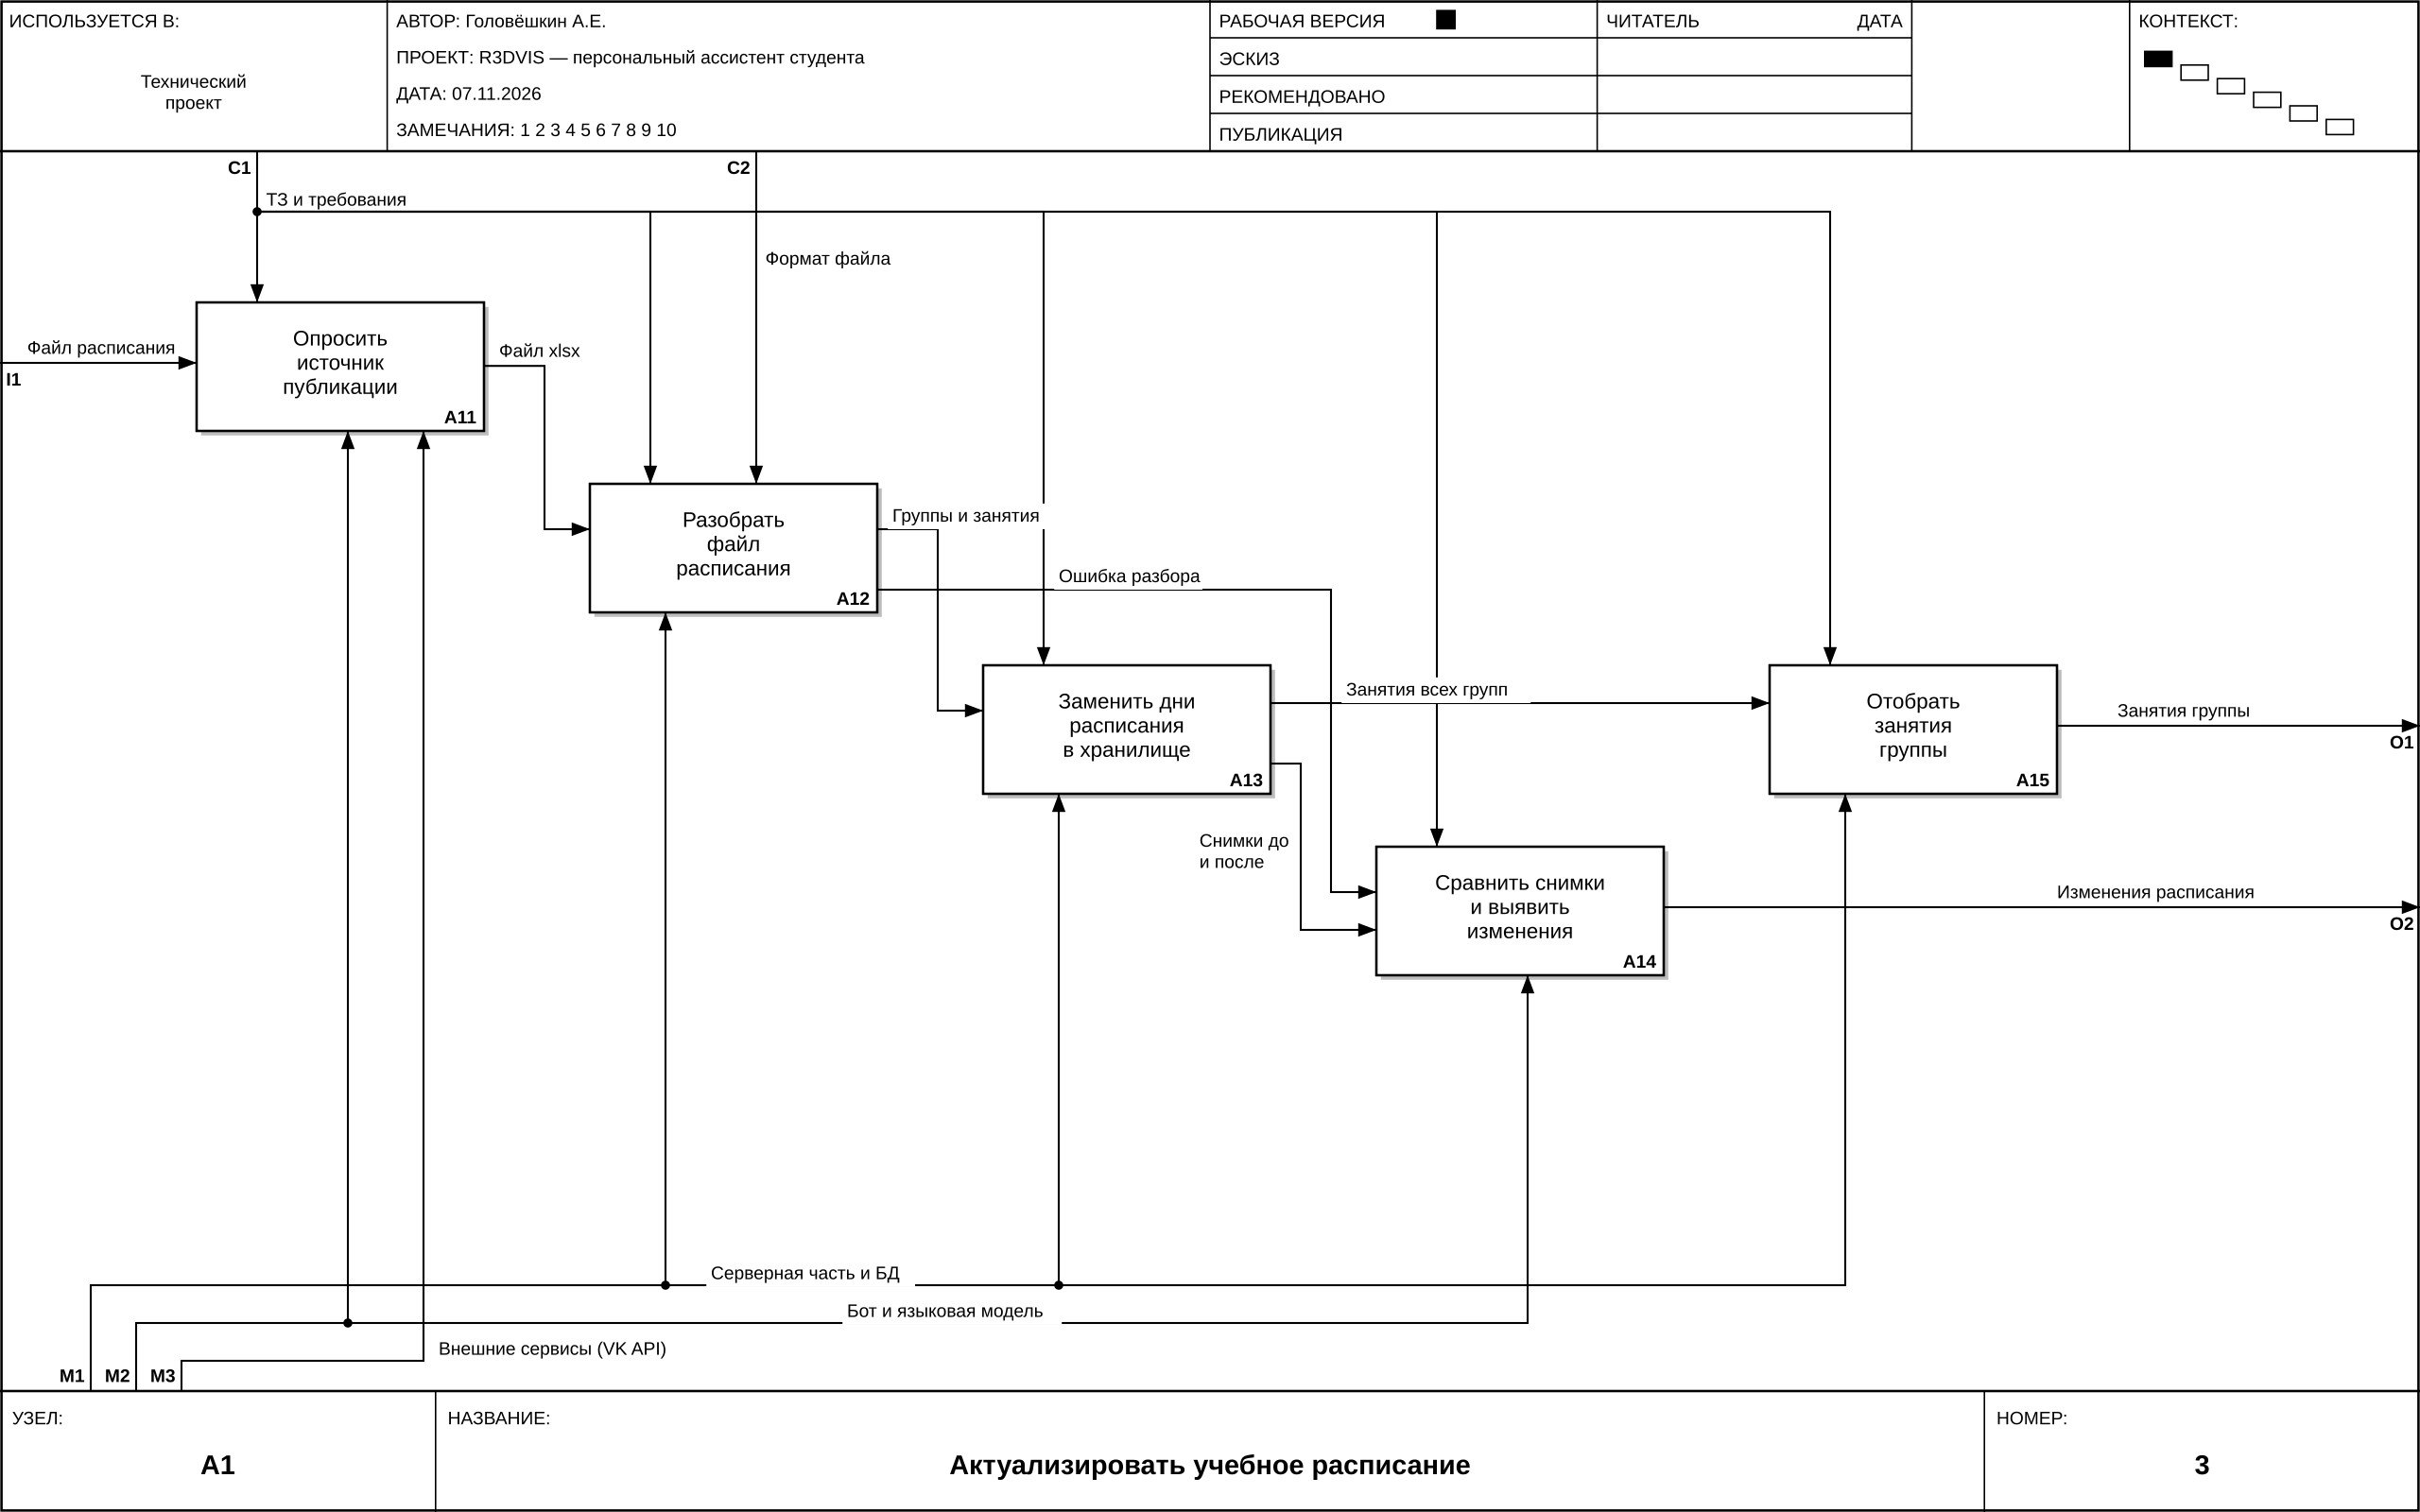 ИСПОЛЬЗУЕТСЯ В:
Технический
проект
АВТОР: Головёшкин А.Е.
ПРОЕКТ: R3DVIS — персональный ассистент студента
ДАТА: 07.11.2026
ЗАМЕЧАНИЯ: 1 2 3 4 5 6 7 8 9 10
РАБОЧАЯ ВЕРСИЯ
ЭСКИЗ
РЕКОМЕНДОВАНО
ПУБЛИКАЦИЯ
ЧИТАТЕЛЬ
ДАТА
КОНТЕКСТ:
C1
C2
ТЗ и требования
Формат файла
Файл расписания
I1
Опросить
источник
публикации
A11
Файл xlsx
Разобрать
файл
расписания
A12
Группы и занятия
Ошибка разбора
Заменить дни
расписания
в хранилище
A13
Занятия всех групп
Отобрать
занятия
группы
A15
Занятия группы
O1
Снимки до
и после
Сравнить снимки
и выявить
изменения
A14
Изменения расписания
O2
Серверная часть и БД
Бот и языковая модель
Внешние сервисы (VK API)
M1
M2
M3
УЗЕЛ:
A1
НАЗВАНИЕ:
Актуализировать учебное расписание
НОМЕР:
3